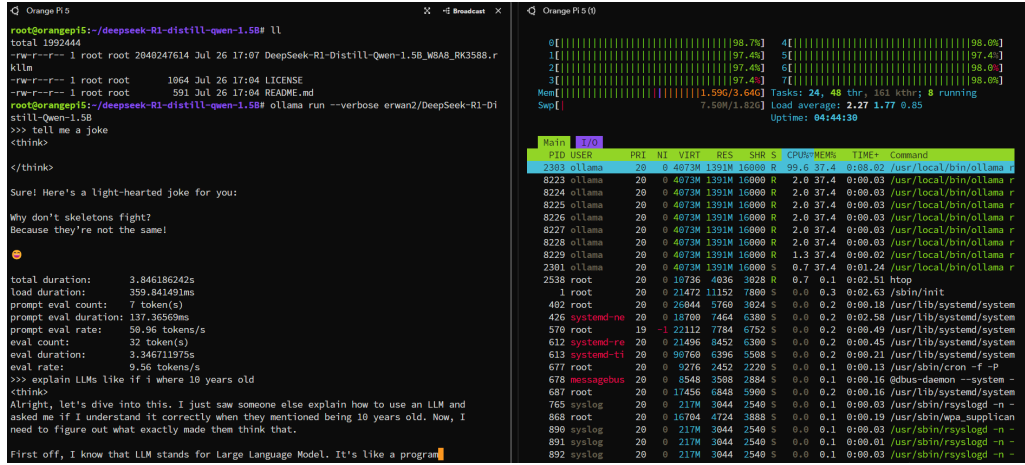 Orange Pi 5
Broadcast
root@orangepi5:~/deepseek-R1-distill-qwen-1.5B# ll
total 1992444
-rw-r--r-- 1 root root 2040247614 Jul 26 17:07 DeepSeek-R1-Distill-Qwen-1.5B_W8A8_RK3588.r
kllm
-rw-r--r-- 1 root root       1064 Jul 26 17:04 LICENSE
-rw-r--r-- 1 root root        591 Jul 26 17:04 README.md
root@orangepi5:~/deepseek-R1-distill-qwen-1.5B# ollama run --verbose erwan2/DeepSeek-R1-Di
still-Qwen-1.5B
>>> tell me a joke
<think>
</think>
Sure! Here's a light-hearted joke for you:
Why don't skeletons fight?
Because they're not the same!
😄
total duration:       3.846186242s
load duration:        359.841491ms
prompt eval count:    7 token(s)
prompt eval duration: 137.36569ms
prompt eval rate:     50.96 tokens/s
eval count:           32 token(s)
eval duration:        3.346711975s
eval rate:            9.56 tokens/s
>>> explain LLMs like if i where 10 years old
<think>
Alright, let's dive into this. I just saw someone else explain how to use an LLM and
asked me if I understand it correctly when they mentioned being 10 years old. Now, I
need to figure out what exactly made them think that.
First off, I know that LLM stands for Large Language Model. It's like a program
Orange Pi 5 (1)
0[||||||||||||||||||||||||||98.7%] 4[||||||||||||||||||||||||||98.0%]
1[||||||||||||||||||||||||||97.4%] 5[||||||||||||||||||||||||||97.4%]
2[||||||||||||||||||||||||||97.4%] 6[||||||||||||||||||||||||||98.0%]
3[||||||||||||||||||||||||||97.4%] 7[||||||||||||||||||||||||||98.0%]
Mem[||||||||||||||||||||||1.59G/3.64G] Tasks: 24, 48 thr, 161 kthr; 8 running
Swp[| 7.50M/1.82G] Load average: 2.27 1.77 0.85
Uptime: 04:44:30
Main I/O
PID USER PRI NI VIRT RES SHR S CPU% MEM% TIME+ Command
2303 ollama 20 0 4073M 1391M 16000 R 99.6 37.4 0:08.02 /usr/local/bin/ollama r
8223 ollama 20 0 4073M 1391M 16000 R 2.0 37.4 0:00.03 /usr/local/bin/ollama r
8224 ollama 20 0 4073M 1391M 16000 R 2.0 37.4 0:00.03 /usr/local/bin/ollama r
8225 ollama 20 0 4073M 1391M 16000 R 2.0 37.4 0:00.03 /usr/local/bin/ollama r
8226 ollama 20 0 4073M 1391M 16000 R 2.0 37.4 0:00.03 /usr/local/bin/ollama r
8227 ollama 20 0 4073M 1391M 16000 R 2.0 37.4 0:00.03 /usr/local/bin/ollama r
8228 ollama 20 0 4073M 1391M 16000 R 2.0 37.4 0:00.03 /usr/local/bin/ollama r
8229 ollama 20 0 4073M 1391M 16000 R 1.3 37.4 0:00.02 /usr/local/bin/ollama r
2301 ollama 20 0 4073M 1391M 16000 S 0.7 37.4 0:01.24 /usr/local/bin/ollama r
2538 root 20 0 10736 4036 3028 R 0.7 0.1 0:02.51 htop
1 root 20 0 21472 11152 7800 S 0.0 0.3 0:02.63 /sbin/init
402 root 20 0 26044 5760 3024 S 0.0 0.2 0:00.18 /usr/lib/systemd/system
426 systemd-ne 20 0 18700 7464 6380 S 0.0 0.2 0:02.58 /usr/lib/systemd/system
570 root 19 -1 22112 7784 6752 S 0.0 0.2 0:00.49 /usr/lib/systemd/system
612 systemd-re 20 0 21496 8452 6300 S 0.0 0.2 0:00.45 /usr/lib/systemd/system
613 systemd-ti 20 0 90760 6396 5508 S 0.0 0.2 0:00.21 /usr/lib/systemd/system
677 root 20 0 9276 2452 2220 S 0.0 0.1 0:00.13 /usr/sbin/cron -f -P
678 messagebus 20 0 8548 3508 2884 S 0.0 0.1 0:00.16 @dbus-daemon --system -
687 root 20 0 17456 6848 5900 S 0.0 0.2 0:00.16 /usr/lib/systemd/system
765 syslog 20 0 217M 3044 2540 S 0.0 0.1 0:00.03 /usr/sbin/rsyslogd -n -
868 root 20 0 16704 4724 3888 S 0.0 0.1 0:00.19 /usr/sbin/wpa_supplican
890 syslog 20 0 217M 3044 2540 S 0.0 0.1 0:00.01 /usr/sbin/rsyslogd -n -
891 syslog 20 0 217M 3044 2540 S 0.0 0.1 0:00.01 /usr/sbin/rsyslogd -n -
892 syslog 20 0 217M 3044 2540 S 0.0 0.1 0:00.03 /usr/sbin/rsyslogd -n -